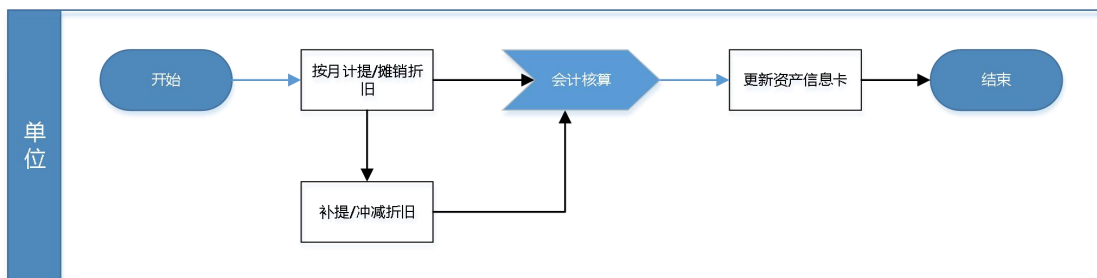 单
位
开始
按月计提/摊销折
旧
会计核算
更新资产信息卡
结束
补提/冲减折旧